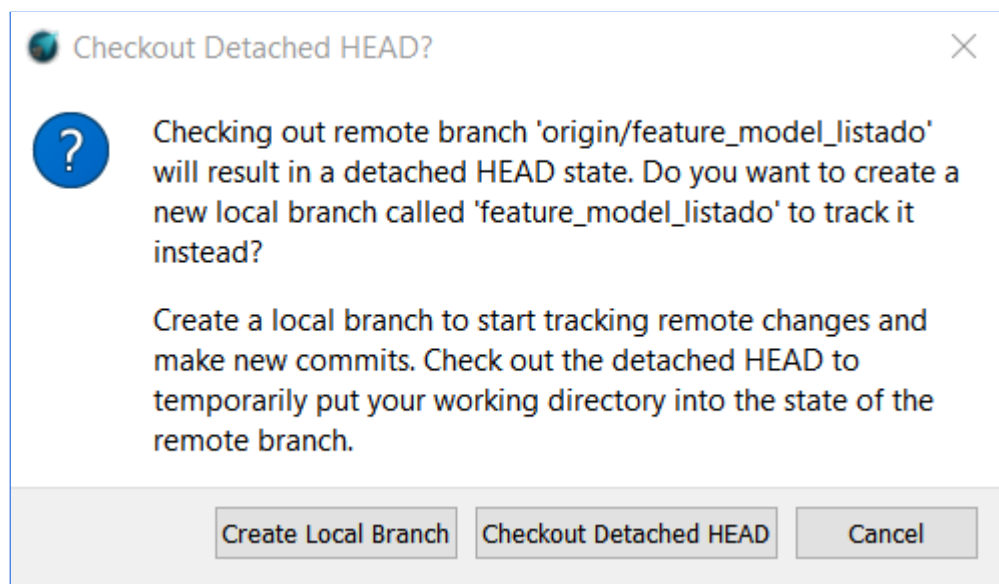 Checkout Detached HEAD?
?
Checking out remote branch 'origin/feature_model_listado'
will result in a detached HEAD state. Do you want to create a
new local branch called 'feature_model_listado' to track it
instead?
Create a local branch to start tracking remote changes and
make new commits. Check out the detached HEAD to
temporarily put your working directory into the state of the
remote branch.
Create Local Branch
Checkout Detached HEAD
Cancel